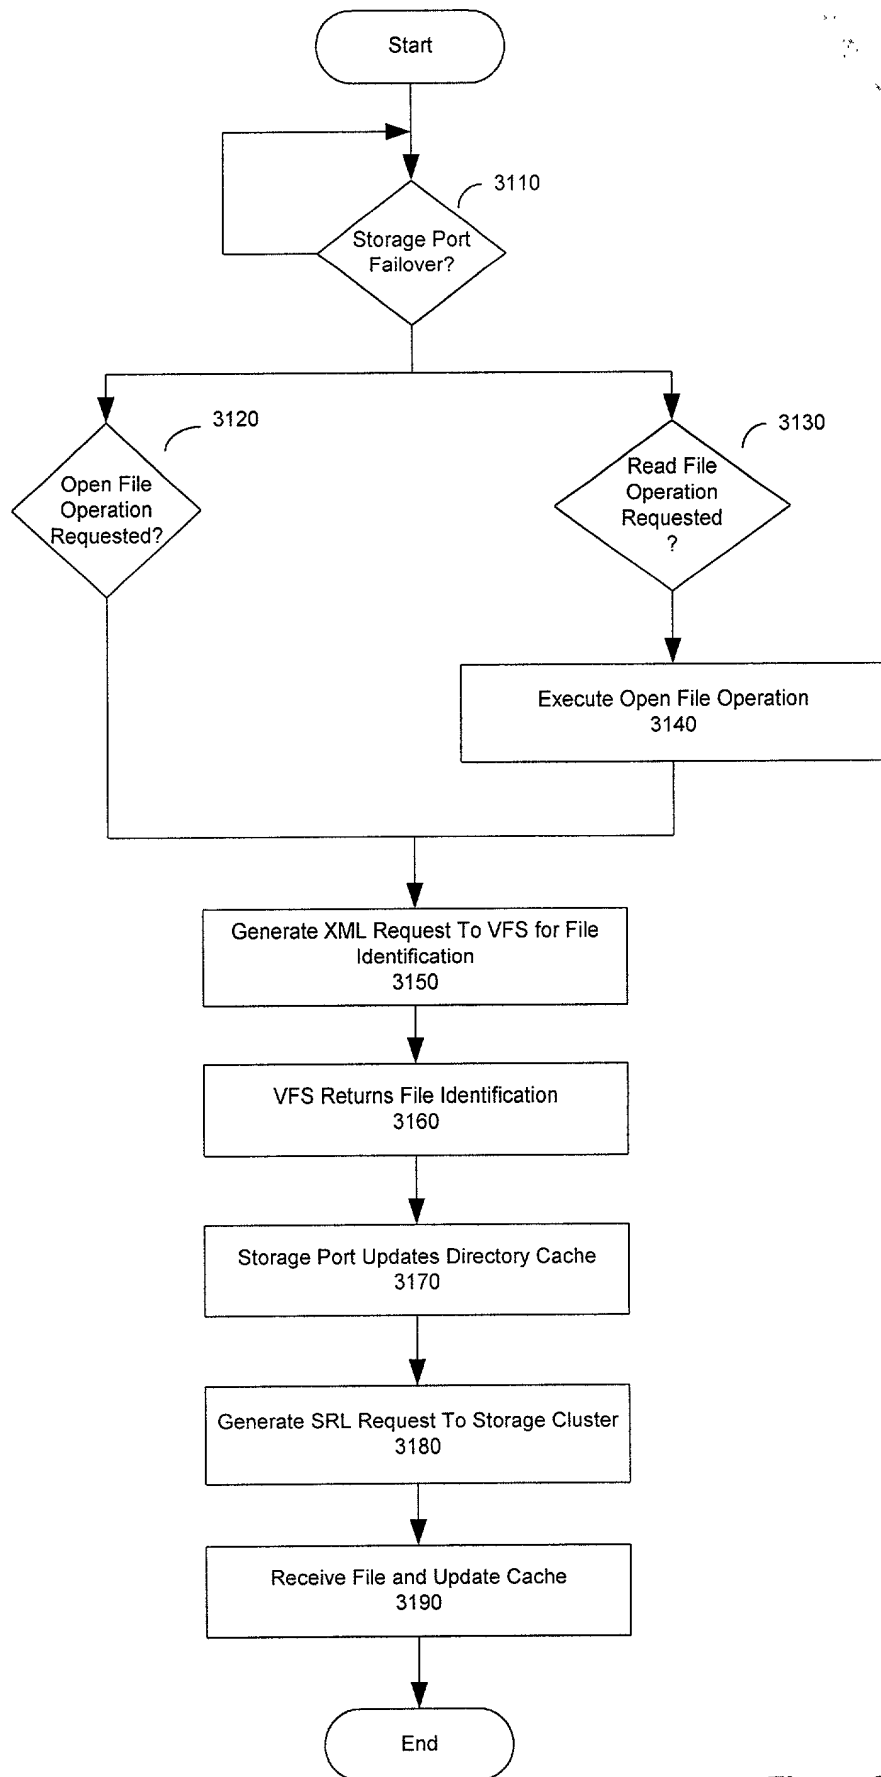 Start
3110
Storage Port
Failover?
3120
3130
Open File
Operation
Requested?
Read File
Operation
Requested
?
Execute Open File Operation
3140
Generate XML Request To VFS for File
Identification
3150
VFS Returns File Identification
3160
Storage Port Updates Directory Cache
3170
Generate SRL Request To Storage Cluster
3180
Receive File and Update Cache
3190
End